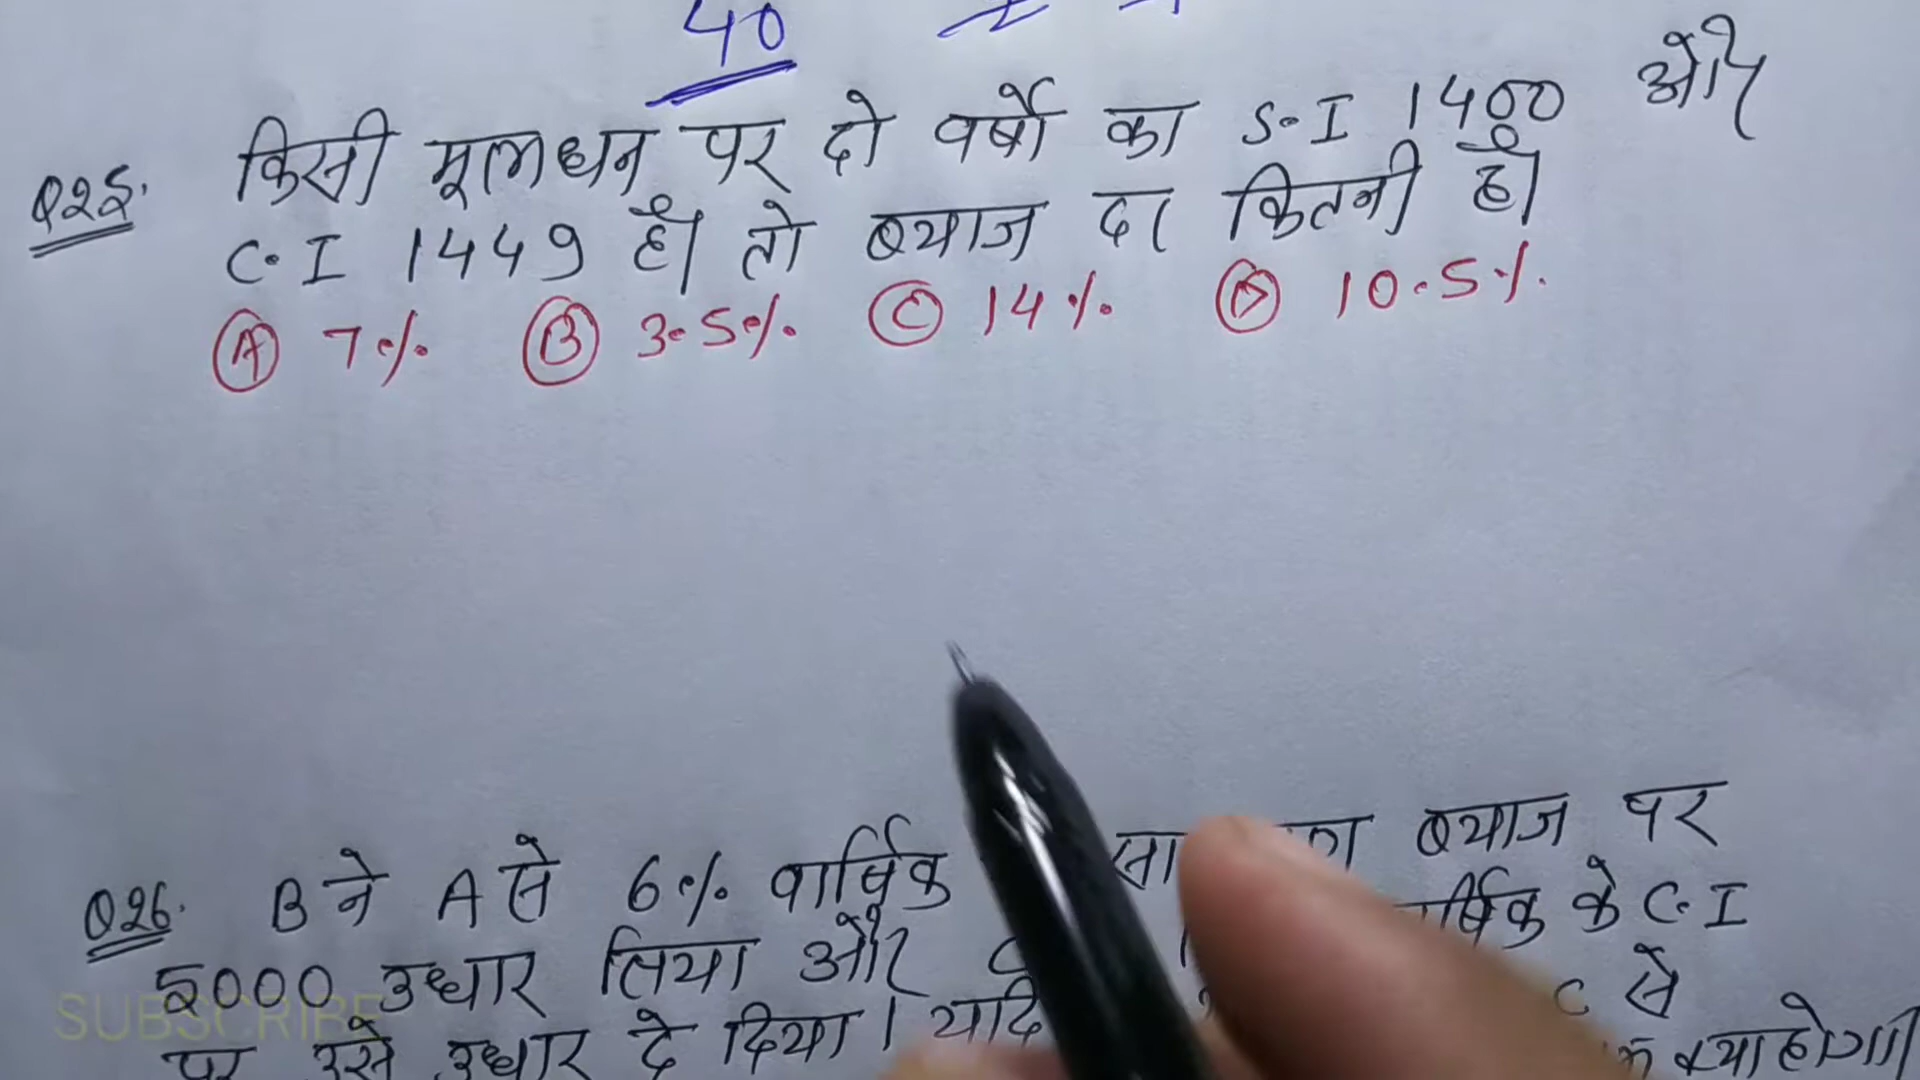 40
Q25. किसी मूलधन पर दो वर्षो का S.I 1400 और
C.I 1449 है। तो ब्याज दर कितनी है।
Ⓐ 7% Ⓑ 3.5% Ⓒ 14% Ⓓ 10.5%
Q26. B ने A से 6% वार्षिक ब्याज पर
5000 उधार लिया और के C.I
पर उसे उधार दे दिया। यदि C से
क्या होगा।
SUBSCRIBE